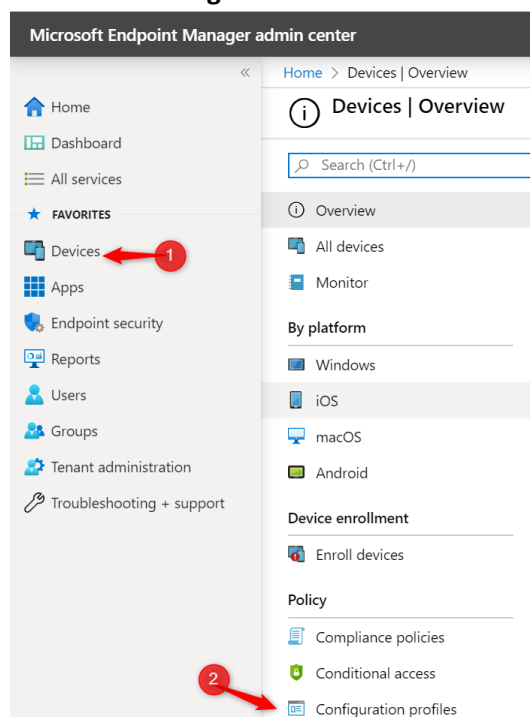 Microsoft Endpoint Manager admin center
«
Home
Dashboard
All services
FAVORITES
Devices
1
Apps
Endpoint security
Reports
Users
Groups
Tenant administration
Troubleshooting + support
Home > Devices | Overview
Devices | Overview
Search (Ctrl+/)
Overview
All devices
Monitor
By platform
Windows
iOS
macOS
Android
Device enrollment
Enroll devices
Policy
Compliance policies
Conditional access
2
Configuration profiles